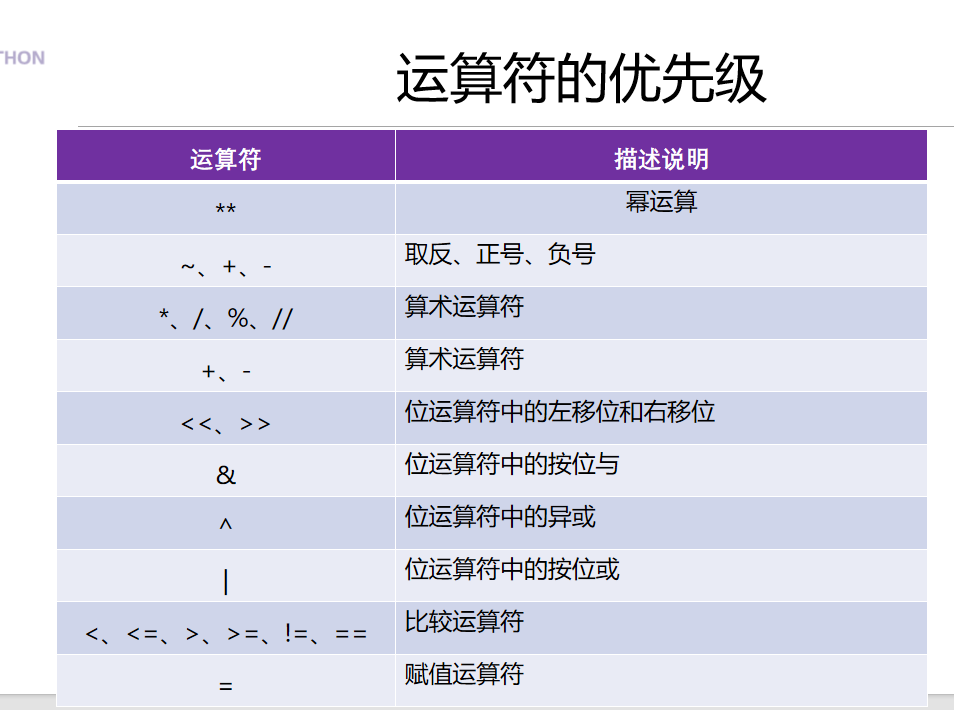 THON
运算符的优先级
运算符 描述说明
** 幂运算
~、+、- 取反、正号、负号
*、/、%、// 算术运算符
+、- 算术运算符
<<、>> 位运算符中的左移位和右移位
& 位运算符中的按位与
^ 位运算符中的异或
| 位运算符中的按位或
<、<=、>、>=、!=、== 比较运算符
= 赋值运算符